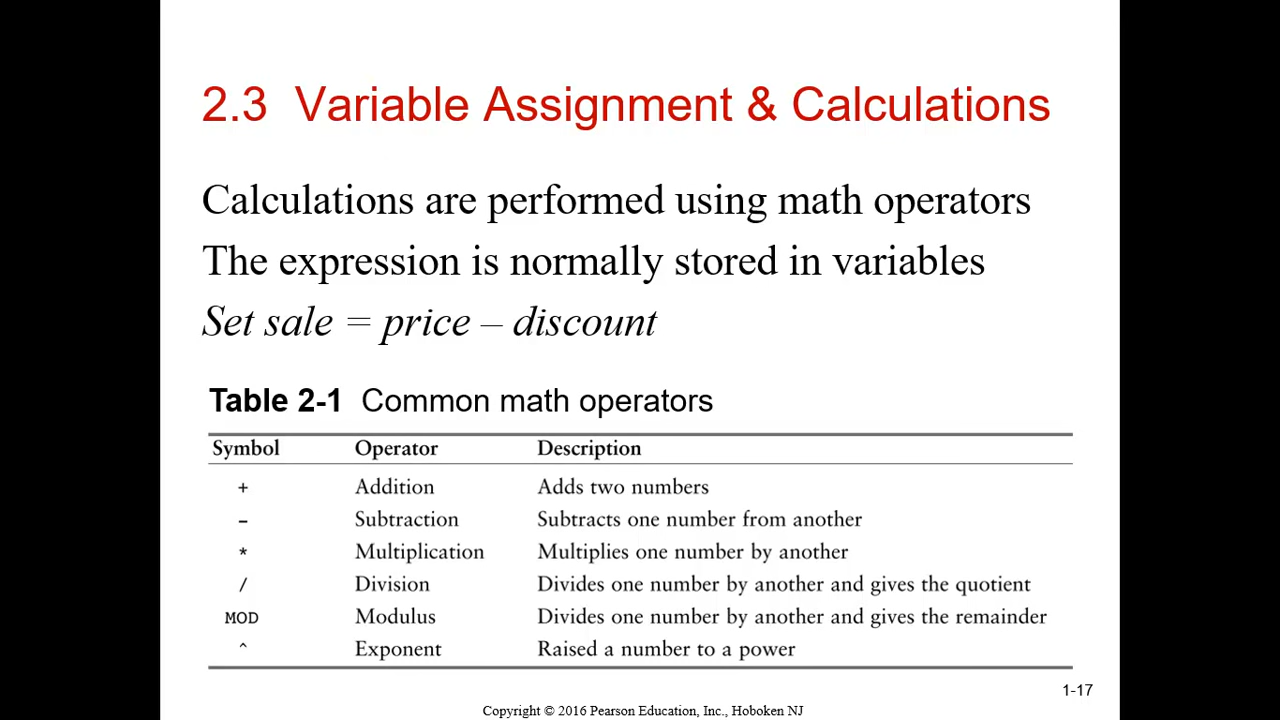 2.3 Variable Assignment & Calculations
Calculations are performed using math operators
The expression is normally stored in variables
Set sale = price – discount
Table 2-1 Common math operators
Symbol Operator Description
+ Addition Adds two numbers
– Subtraction Subtracts one number from another
* Multiplication Multiplies one number by another
/ Division Divides one number by another and gives the quotient
MOD Modulus Divides one number by another and gives the remainder
^ Exponent Raised a number to a power
1-17
Copyright © 2016 Pearson Education, Inc., Hoboken NJ